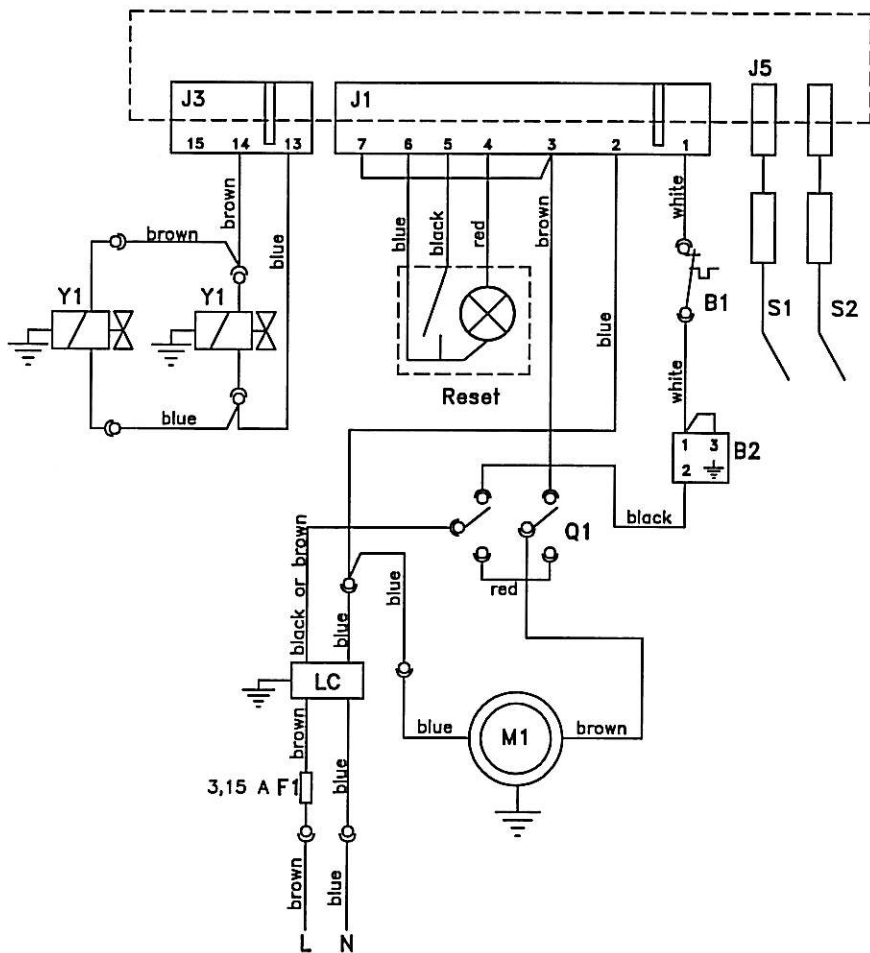 J3
J1
J5
15 14 13
7 6 5 4 3 2 1
brown
blue
brown
blue
black
red
brown
blue
white
Y1
Y1
B1
S1
S2
Reset
blue
white
1 3
2
B2
black
Q1
red
black or brown
blue
blue
LC
blue
M1
brown
brown
blue
3,15 A F1
brown
blue
L N